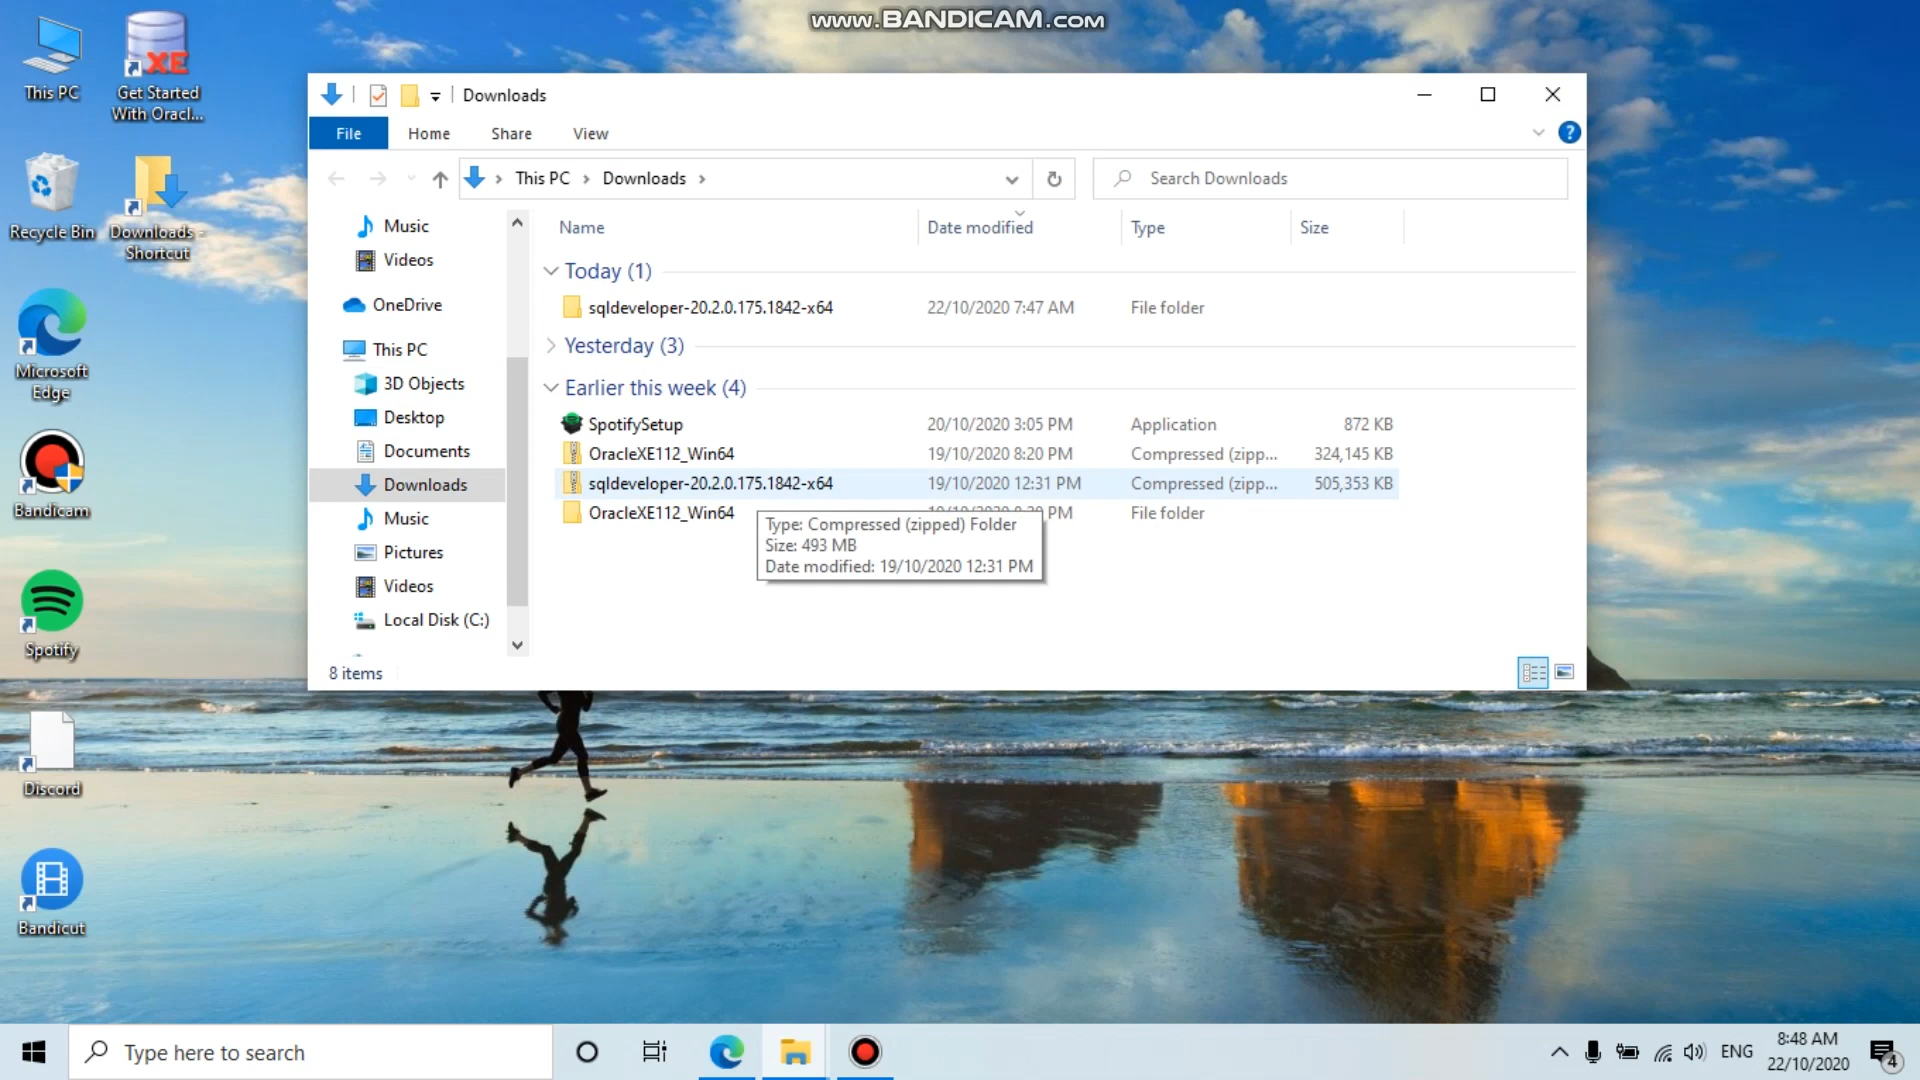 www.BANDICAM.com
This PC
Get Started
With Oracl...
Recycle Bin
Downloads -
Shortcut
Microsoft
Edge
Bandicam
Spotify
Discord
Bandicut
Downloads
File
Home
Share
View
?
This PC
Downloads
Search Downloads
Music
Videos
OneDrive
This PC
3D Objects
Desktop
Documents
Downloads
Music
Pictures
Videos
Local Disk (C:)
Name
Date modified
Type
Size
Today (1)
sqldeveloper-20.2.0.175.1842-x64 22/10/2020 7:47 AM File folder
Yesterday (3)
Earlier this week (4)
SpotifySetup 20/10/2020 3:05 PM Application 872 KB
OracleXE112_Win64 19/10/2020 8:20 PM Compressed (zipp... 324,145 KB
sqldeveloper-20.2.0.175.1842-x64 19/10/2020 12:31 PM Compressed (zipp... 505,353 KB
OracleXE112_Win64 PM File folder
Type: Compressed (zipped) Folder
Size: 493 MB
Date modified: 19/10/2020 12:31 PM
8 items
Type here to search
ENG
8:48 AM
22/10/2020
4